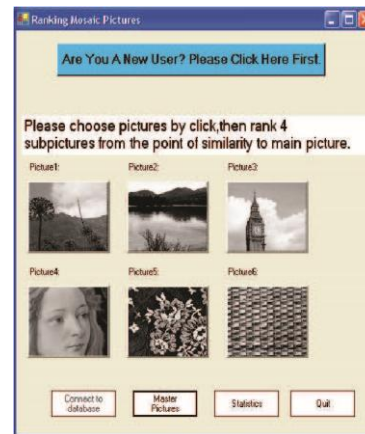 Ranking Mosaic Pictures
Are You A New User? Please Click Here First.
Please choose pictures by click,then rank 4
subpictures from the point of similarity to main picture.
Picture1: Picture2: Picture3:
Picture4: Picture5: Picture6:
Connect to Master Statistics Quit
database Pictures